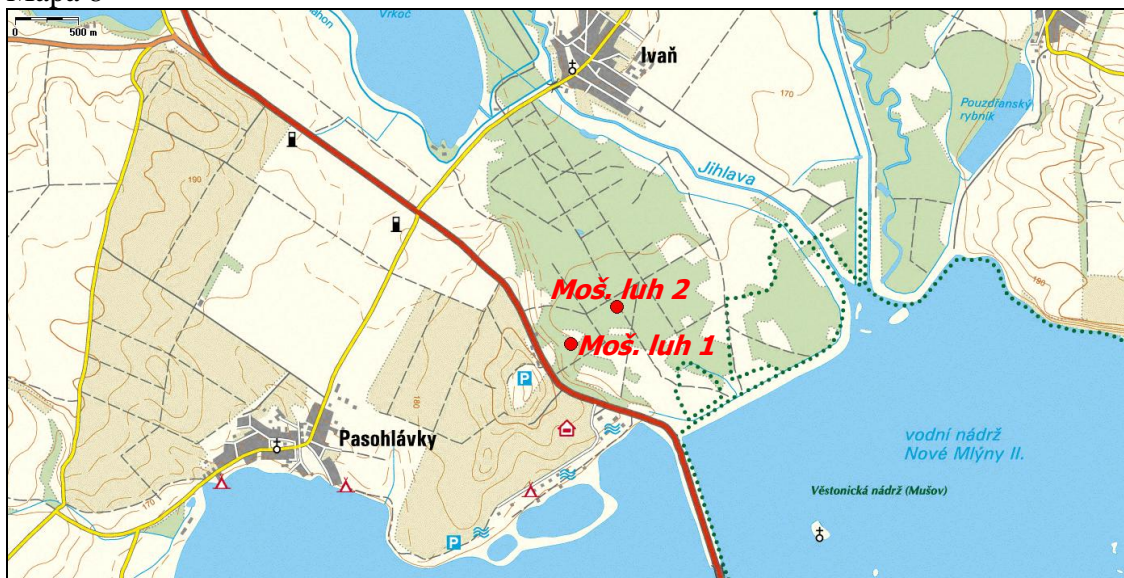 Mapa 8
0 500 m
Vrkoč
Ivaň
170
Pouzdřanský
rybník
190
Jihlava
190
Moš. luh 2
Moš. luh 1
P
180
Pasohlávky
vodní nádrž
Nové Mlýny II.
Věstonická nádrž (Mušov)
170
P